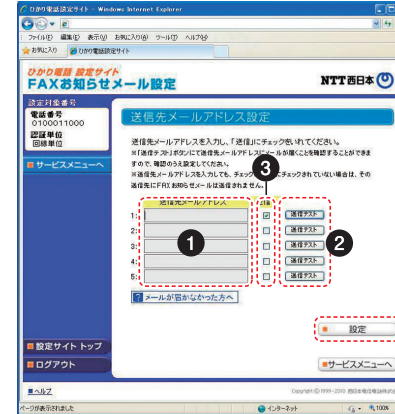 ひかり電話設定サイト - Windows Internet Explorer
ファイル(F) 編集(E) 表示(V) お気に入り(A) ツール(T) ヘルプ(H)
お気に入り ひかり電話設定サイト
ひかり電話 設定サイト
FAXお知らせメール設定
NTT西日本
設定対象番号
電話番号
0100011000
認証単位
回線単位
サービスメニューへ
送信先メールアドレス設定
送信先メールアドレスを入力し、「送信」にチェックをいれてください。
※「送信テスト」ボタンにて送信先メールアドレスにメールが届くことを確認することができま
すので、確認のうえ設定してください。
※送信先メールアドレスを入力しても、チェック
にチェックされていない場合は、その
送信先にFAXお知らせメールは送信されません。
3
送信先メールアドレス 送信
1: 送信テスト
2: 送信テスト
3: 送信テスト
4: 送信テスト
5: 送信テスト
1
2
? メールが届かなかった方へ
設定
設定サイトトップ
ログアウト
サービスメニューへ
ヘルプ
ページが表示されました
インターネット
100%